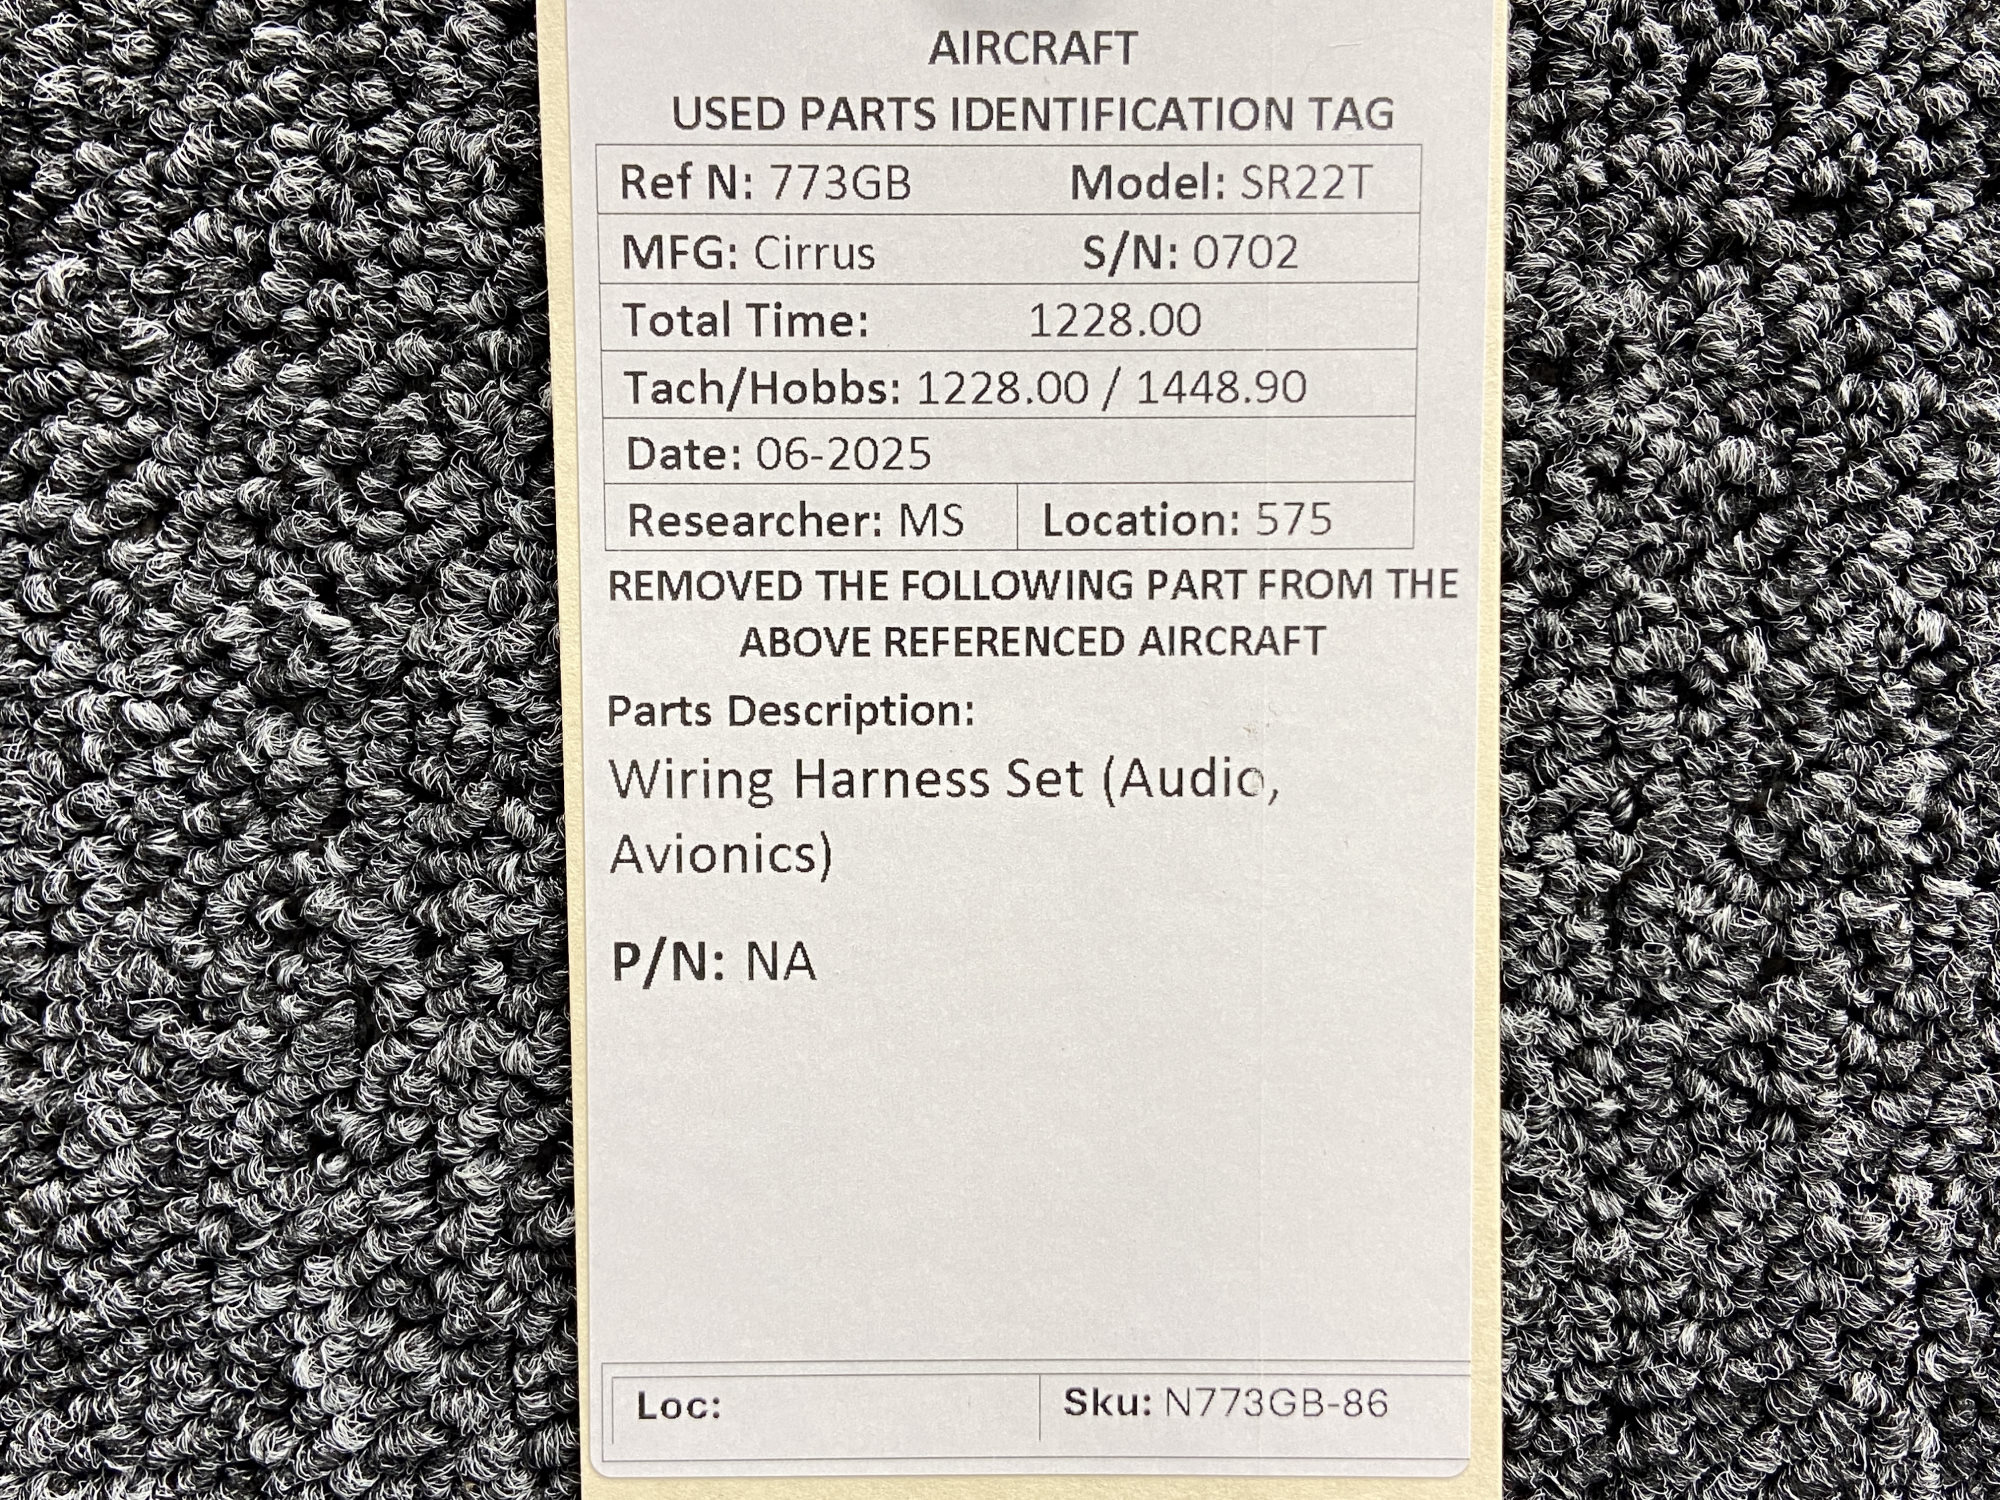 AIRCRAFT
USED PARTS IDENTIFICATION TAG
Ref N: 773GB Model: SR22T
MFG: Cirrus S/N: 0702
Total Time: 1228.00
Tach/Hobbs: 1228.00 / 1448.90
Date: 06-2025
Researcher: MS Location: 575
REMOVED THE FOLLOWING PART FROM THE
ABOVE REFERENCED AIRCRAFT
Parts Description:
Wiring Harness Set (Audio,
Avionics)
P/N: NA
Loc: Sku: N773GB-86